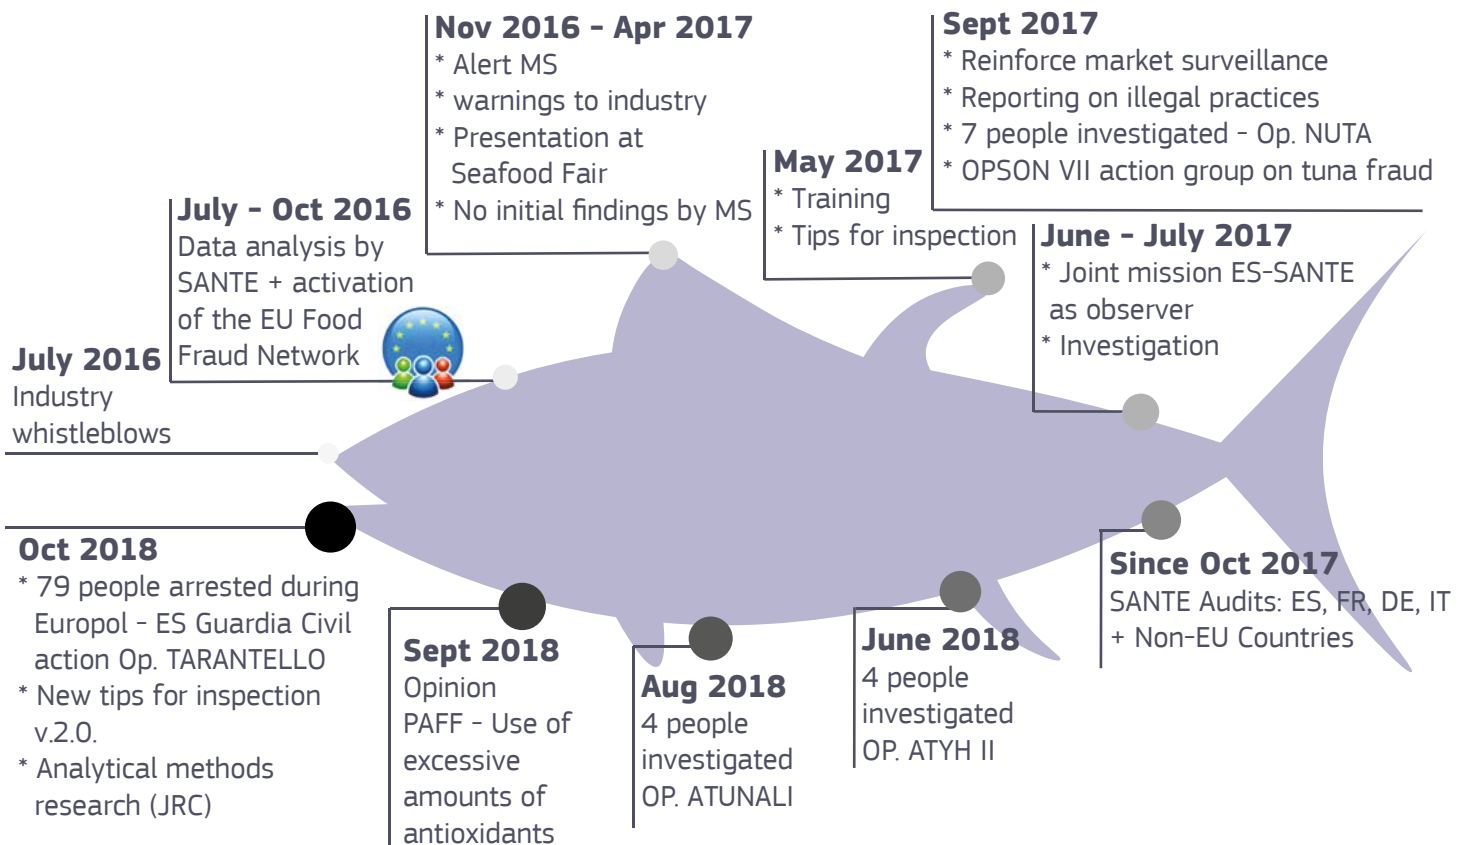 July 2016
Industry
whistleblows
July - Oct 2016
Data analysis by
SANTE + activation
of the EU Food
Fraud Network
Nov 2016 - Apr 2017
* Alert MS
* warnings to industry
* Presentation at
Seafood Fair
* No initial findings by MS
May 2017
* Training
* Tips for inspection
June - July 2017
* Joint mission ES-SANTE
as observer
* Investigation
Sept 2017
* Reinforce market surveillance
* Reporting on illegal practices
* 7 people investigated - Op. NUTA
* OPSON VII action group on tuna fraud
Since Oct 2017
SANTE Audits: ES, FR, DE, IT
+ Non-EU Countries
June 2018
4 people
investigated
OP. ATYH II
Aug 2018
4 people
investigated
OP. ATUNALI
Sept 2018
Opinion
PAFF - Use of
excessive
amounts of
antioxidants
Oct 2018
* 79 people arrested during
Europol - ES Guardia Civil
action Op. TARANTELLO
* New tips for inspection
v.2.0.
* Analytical methods
research (JRC)